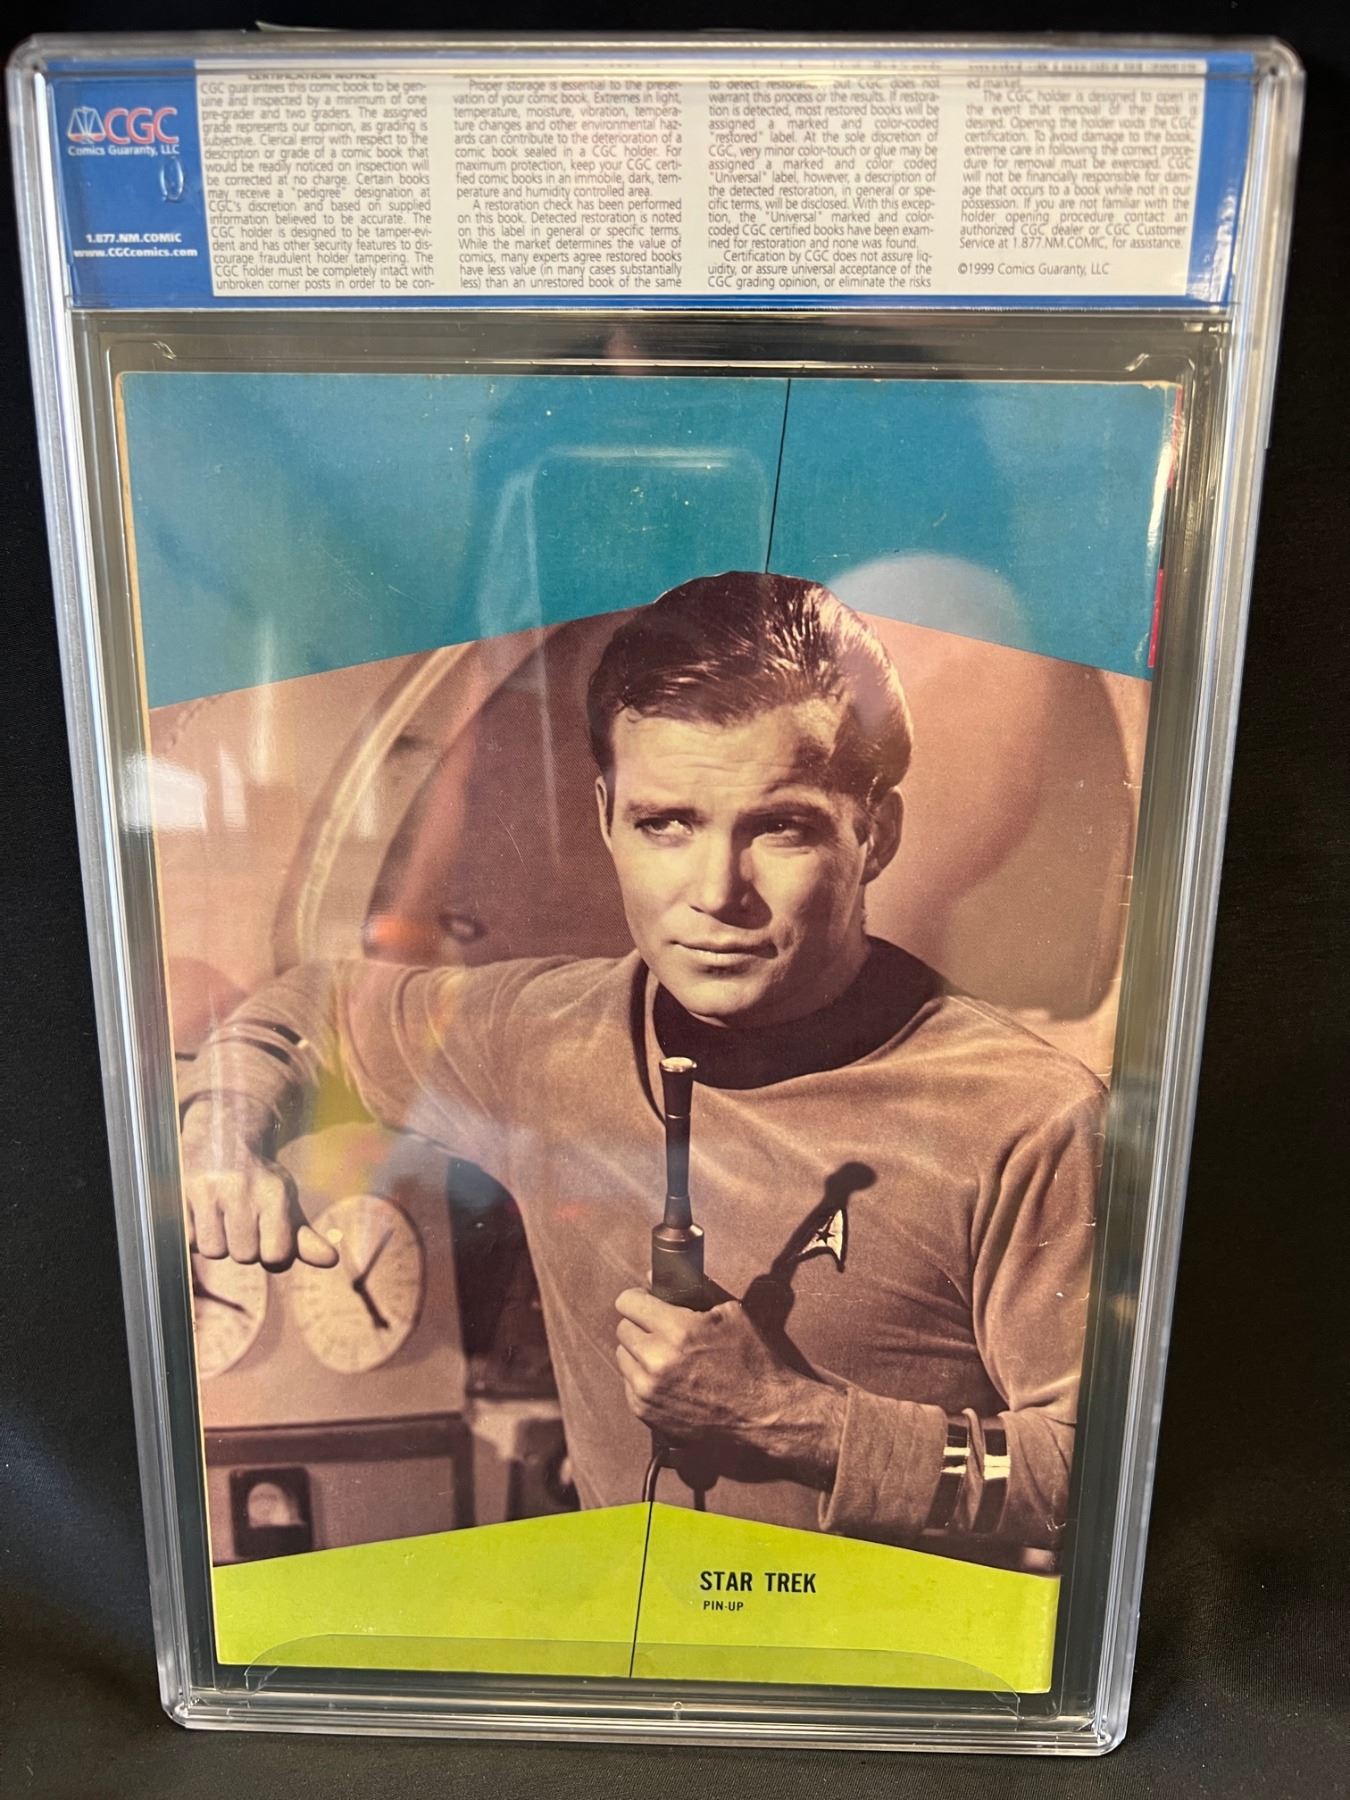 CGC
Comics Guaranty, LLC
1.877.NM.COMIC
www.CGCcomics.com
CERTIFICATION NOTICE
CGC guarantees this comic book to be gen-
uine and inspected by a minimum of one
pre-grader and two graders. The assigned
grade represents our opinion, as grading is
subjective. Clerical error with respect to the
description or grade of a comic book that
would be readily noticed on inspection will
be corrected at no charge. Certain books
may receive a "pedigree" designation at
CGC's discretion and based on supplied
information believed to be accurate. The
CGC holder is designed to be tamper-evi-
dent and has other security features to dis-
courage fraudulent holder tampering. The
CGC holder must be completely intact with
unbroken corner posts in order to be con-
Proper storage is essential to the preser-
vation of your comic book. Extremes in light,
temperature, moisture, vibration, tempera-
ture changes and other environmental haz-
ards can contribute to the deterioration of a
comic book sealed in a CGC holder. For
maximum protection, keep your CGC certi-
fied comic books in an immobile, dark, tem-
perature and humidity controlled area.
A restoration check has been performed
on this book. Detected restoration is noted
on this label in general or specific terms.
While the market determines the value of
comics, many experts agree restored books
have less value (in many cases substantially
less) than an unrestored book of the same
to detect restoration, but CGC does not
warrant this process or the results. If restora-
tion is detected, most restored books will be
assigned a marked and color-coded
"restored" label. At the sole discretion of
CGC, very minor color-touch or glue may be
assigned a marked and color coded
"Universal" label, however, a description of
the detected restoration, in general or spe-
cific terms, will be disclosed. With this excep-
tion, the "Universal" marked and color-
coded CGC certified books have been exam-
ined for restoration and none was found.
Certification by CGC does not assure liq-
uidity, or assure universal acceptance of the
CGC grading opinion, or eliminate the risks
ed market.
The CGC holder is designed to open in
the event that removal of the book is
desired. Opening the holder voids the CGC
certification. To avoid damage to the book,
extreme care in following the correct proce-
dure for removal must be exercised. CGC
will not be financially responsible for dam-
age that occurs to a book while not in our
possession. If you are not familiar with the
holder opening procedure contact an
authorized CGC dealer or CGC Customer
Service at 1.877.NM.COMIC, for assistance.
©1999 Comics Guaranty, LLC
STAR TREK
PIN-UP